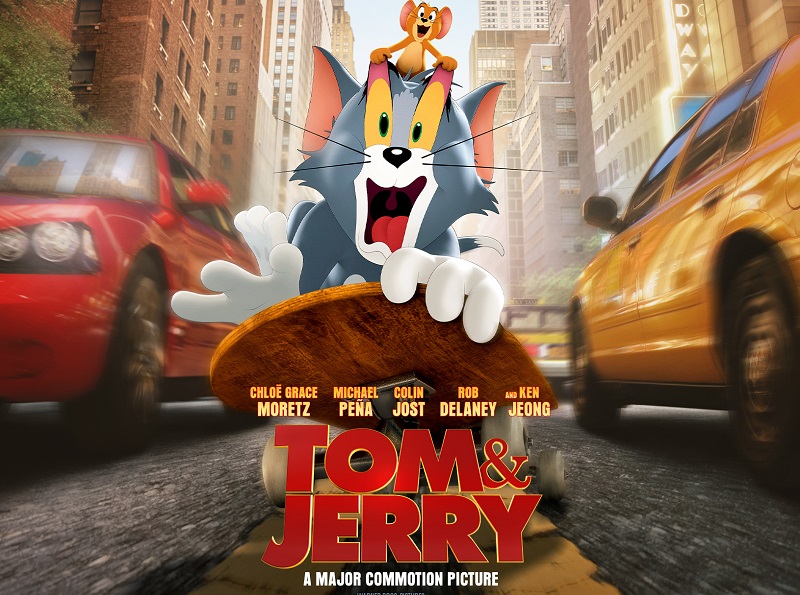 DWAY
CHLOË GRACE MORETZ
MICHAEL PEÑA
COLIN JOST
ROB DELANEY
AND KEN JEONG
TOM &
JERRY
A MAJOR COMMOTION PICTURE